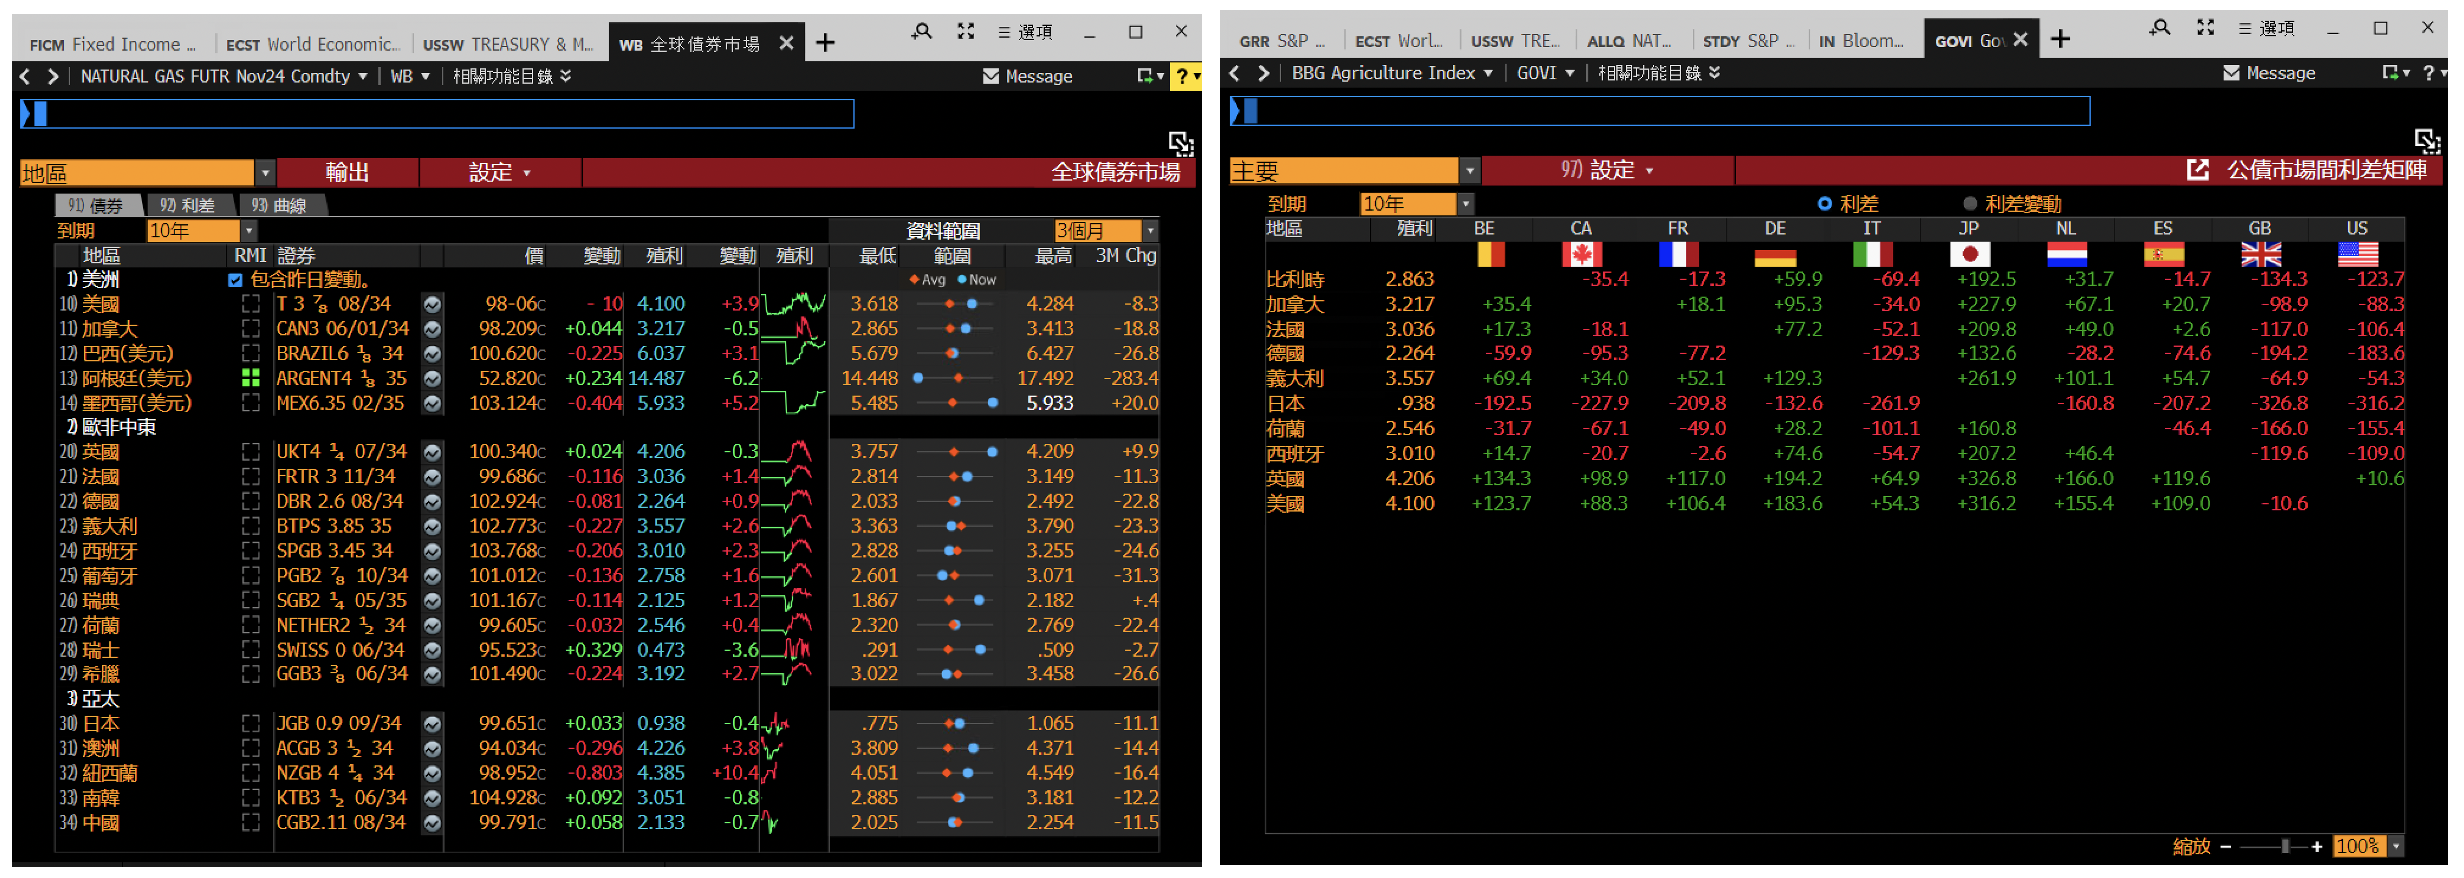 FICM Fixed Income ... ECST World Economic... USSW TREASURY & M... WB 全球債券市場 × +
選項
NATURAL GAS FUTR Nov24 Comdty WB 相關功能目錄 Message ?
地區 輸出 設定 全球債券市場
91) 債券 92) 利差 93) 曲線
到期 10年 資料範圍 3個月
地區 RMI 證券 價 變動 殖利 變動 殖利 最低 範圍 最高 3M Chg
1) 美洲 包含昨日變動。 Avg Now
10) 美國 T 3 ⅞ 08/34 98-06C - 10 4.100 +3.9 3.618 4.284 -8.3
11) 加拿大 CAN3 06/01/34 98.209C +0.044 3.217 -0.5 2.865 3.413 -18.8
12) 巴西(美元) BRAZIL6 ⅛ 34 100.620C -0.225 6.037 +3.1 5.679 6.427 -26.8
13) 阿根廷(美元) ARGENT4 ⅛ 35 52.820C +0.234 14.487 -6.2 14.448 17.492 -283.4
14) 墨西哥(美元) MEX6.35 02/35 103.124C -0.404 5.933 +5.2 5.485 5.933 +20.0
2) 歐非中東
20) 英國 UKT4 ¼ 07/34 100.340C +0.024 4.206 -0.3 3.757 4.209 +9.9
21) 法國 FRTR 3 11/34 99.686C -0.116 3.036 +1.4 2.814 3.149 -11.3
22) 德國 DBR 2.6 08/34 102.924C -0.081 2.264 +0.9 2.033 2.492 -22.8
23) 義大利 BTPS 3.85 35 102.773C -0.227 3.557 +2.6 3.363 3.790 -23.3
24) 西班牙 SPGB 3.45 34 103.768C -0.206 3.010 +2.3 2.828 3.255 -24.6
25) 葡萄牙 PGB2 ⅞ 10/34 101.012C -0.136 2.758 +1.6 2.601 3.071 -31.3
26) 瑞典 SGB2 ¼ 05/35 101.167C -0.114 2.125 +1.2 1.867 2.182 +.4
27) 荷蘭 NETHER2 ½ 34 99.605C -0.032 2.546 +0.4 2.320 2.769 -22.4
28) 瑞士 SWISS 0 06/34 95.523C +0.329 0.473 -3.6 .291 .509 -2.7
29) 希臘 GGB3 ⅜ 06/34 101.490C -0.224 3.192 +2.7 3.022 3.458 -26.6
3) 亞太
30) 日本 JGB 0.9 09/34 99.651C +0.033 0.938 -0.4 .775 1.065 -11.1
31) 澳洲 ACGB 3 ½ 34 94.034C -0.296 4.226 +3.8 3.809 4.371 -14.4
32) 紐西蘭 NZGB 4 ¼ 34 98.952C -0.803 4.385 +10.4 4.051 4.549 -16.4
33) 南韓 KTB3 ½ 06/34 104.928C +0.092 3.051 -0.8 2.885 3.181 -12.2
34) 中國 CGB2.11 08/34 99.791C +0.058 2.133 -0.7 2.025 2.254 -11.5
GRR S&P ... ECST Worl... USSW TRE... ALLQ NAT... STDY S&P ... IN Bloom... GOVI Gov × +
選項
BBG Agriculture Index GOVI 相關功能目錄 Message ?
主要 97) 設定 公債市場間利差矩陣
到期 10年 利差 利差變動
地區 殖利 BE CA FR DE IT JP NL ES GB US
比利時 2.863 -35.4 -17.3 +59.9 -69.4 +192.5 +31.7 -14.7 -134.3 -123.7
加拿大 3.217 +35.4 +18.1 +95.3 -34.0 +227.9 +67.1 +20.7 -98.9 -88.3
法國 3.036 +17.3 -18.1 +77.2 -52.1 +209.8 +49.0 +2.6 -117.0 -106.4
德國 2.264 -59.9 -95.3 -77.2 -129.3 +132.6 -28.2 -74.6 -194.2 -183.6
義大利 3.557 +69.4 +34.0 +52.1 +129.3 +261.9 +101.1 +54.7 -64.9 -54.3
日本 .938 -192.5 -227.9 -209.8 -132.6 -261.9 -160.8 -207.2 -326.8 -316.2
荷蘭 2.546 -31.7 -67.1 -49.0 +28.2 -101.1 +160.8 -46.4 -166.0 -155.4
西班牙 3.010 +14.7 -20.7 -2.6 +74.6 -54.7 +207.2 +46.4 -119.6 -109.0
英國 4.206 +134.3 +98.9 +117.0 +194.2 +64.9 +326.8 +166.0 +119.6 +10.6
美國 4.100 +123.7 +88.3 +106.4 +183.6 +54.3 +316.2 +155.4 +109.0 -10.6
縮放 − + 100%